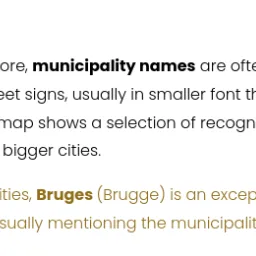 ore, municipality names are ofte
eet signs, usually in smaller font th
map shows a selection of recogn
bigger cities.
ities, Bruges (Brugge) is an excep
sually mentioning the municipalit